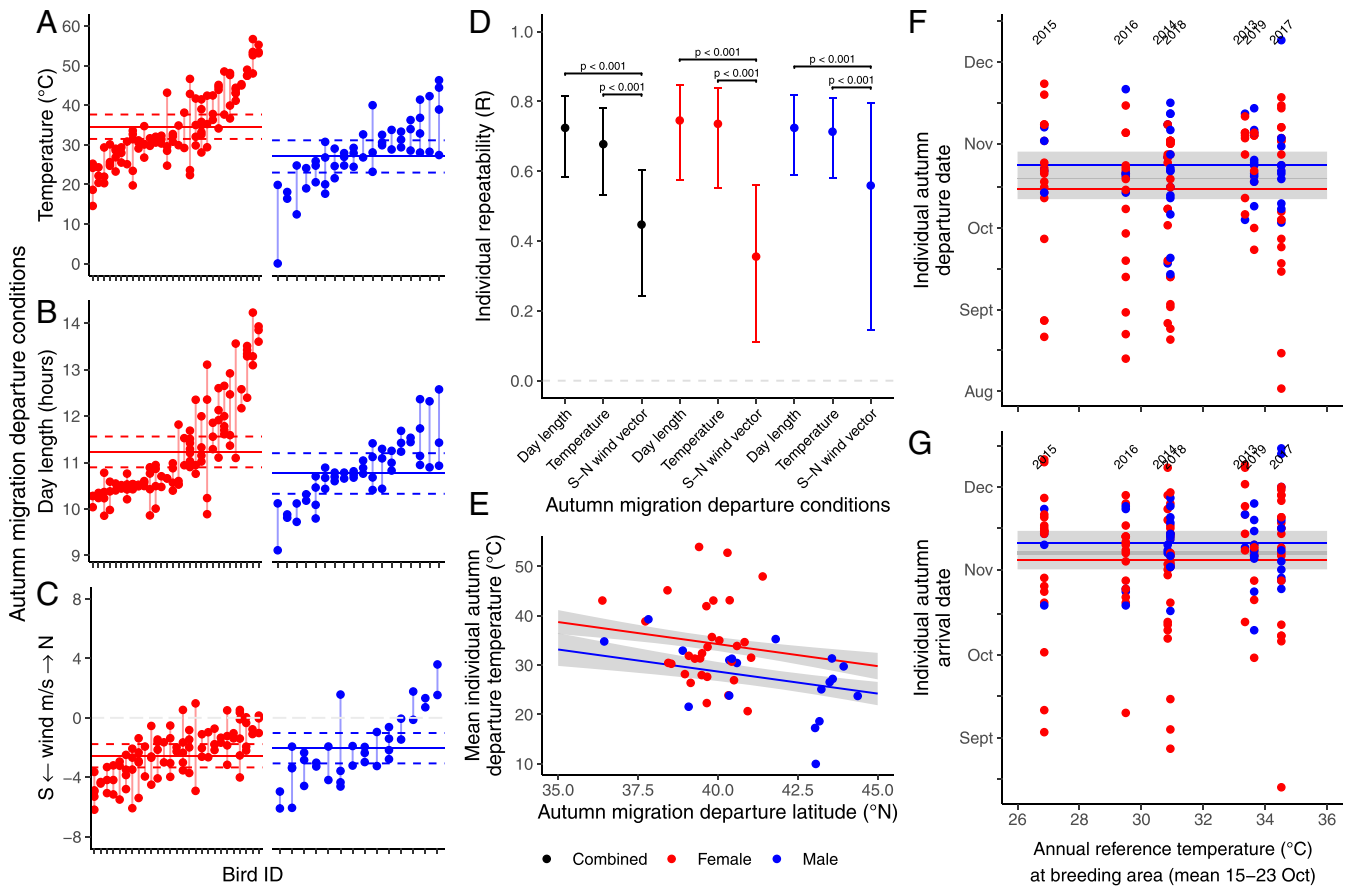 A
60
50
40
30
20
10
0
Temperature (°C)
B
14
13
12
11
10
9
Day length (hours)
Autumn migration departure conditions
C
8
4
0
−4
−8
S ← wind m/s → N
Bird ID
D
1.0
0.8
0.6
0.4
0.2
0.0
Individual repeatability (R)
p < 0.001
p < 0.001
p < 0.001
p < 0.001
p < 0.001
p < 0.001
Day length
Temperature
S−N wind vector
Day length
Temperature
S−N wind vector
Day length
Temperature
S−N wind vector
Autumn migration departure conditions
E
50
40
30
20
10
Mean individual autumn
departure temperature (°C)
35.0 37.5 40.0 42.5 45.0
Autumn migration departure latitude (°N)
Combined Female Male
F
2015 2016 2014 2018 2013 2019 2017
Dec
Nov
Oct
Sept
Aug
Individual autumn
departure date
G
2015 2016 2014 2018 2013 2019 2017
Dec
Nov
Oct
Sept
Individual autumn
arrival date
26 28 30 32 34 36
Annual reference temperature (°C)
at breeding area (mean 15−23 Oct)